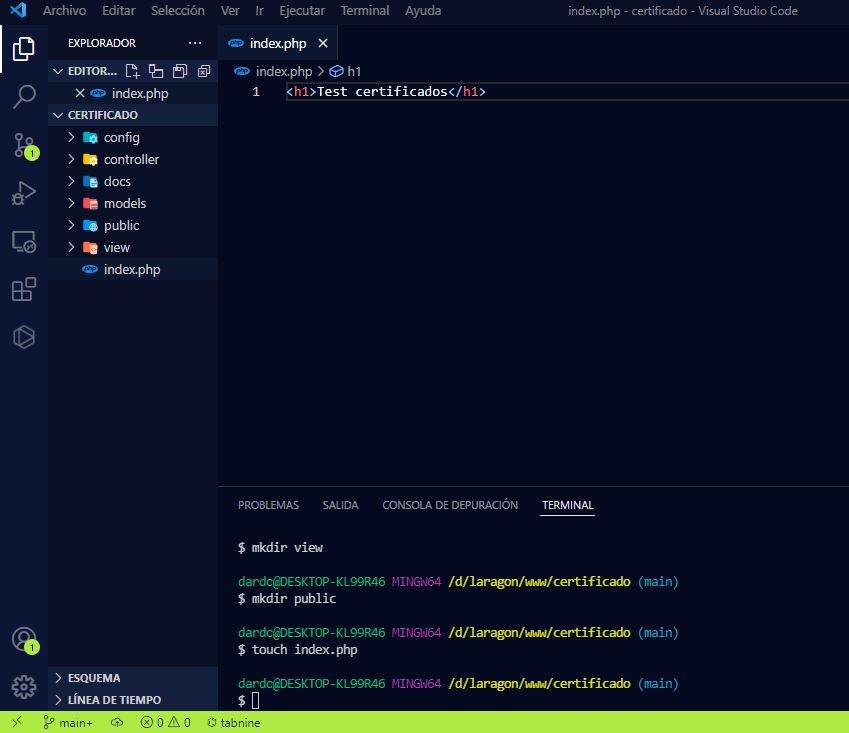 Archivo Editar Selección Ver Ir Ejecutar Terminal Ayuda index.php - certificado - Visual Studio Code
EXPLORADOR ···
EDITOR...
index.php
CERTIFICADO
config
controller
docs
models
public
view
index.php
ESQUEMA
LÍNEA DE TIEMPO
1
1
index.php
index.php > h1
1 <h1>Test certificados</h1>
PROBLEMAS SALIDA CONSOLA DE DEPURACIÓN TERMINAL
$ mkdir view
dardo@DESKTOP-KL99R46 MINGW64 /d/laragon/www/certificado (main)
$ mkdir public
dardo@DESKTOP-KL99R46 MINGW64 /d/laragon/www/certificado (main)
$ touch index.php
dardo@DESKTOP-KL99R46 MINGW64 /d/laragon/www/certificado (main)
$
main+ 0 0 tabnine